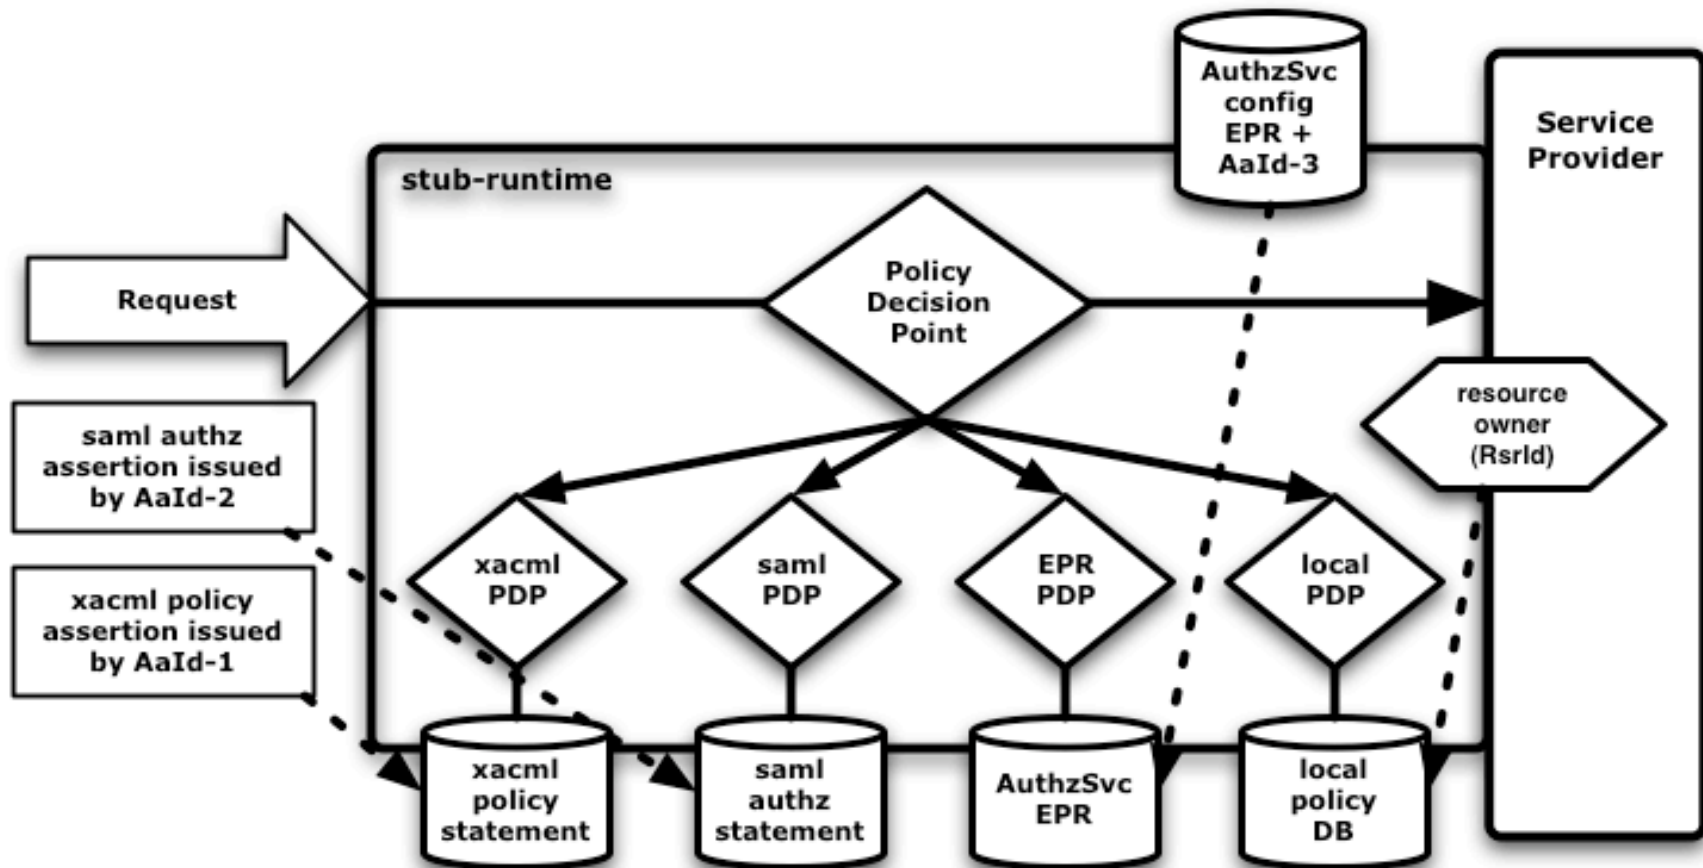 AuthzSvc
config
EPR +
AaId-3
Service
Provider
stub-runtime
Request
Policy
Decision
Point
resource
owner
(RsrId)
saml authz
assertion issued
by AaId-2
xacml policy
assertion issued
by AaId-1
xacml
PDP
saml
PDP
EPR
PDP
local
PDP
xacml
policy
statement
saml
authz
statement
AuthzSvc
EPR
local
policy
DB